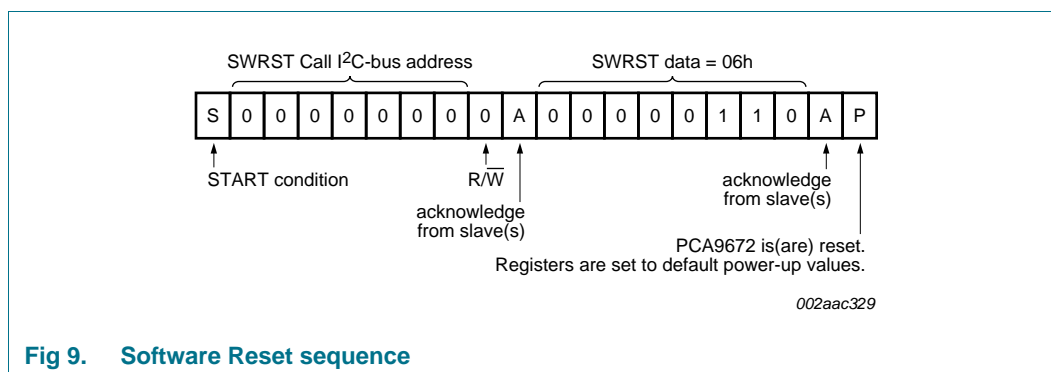 SWRST Call I2C-bus address SWRST data = 06h
S 0 0 0 0 0 0 0 0 A 0 0 0 0 0 1 1 0 A P
START condition R/W acknowledge
from slave(s)
acknowledge
from slave(s)
PCA9672 is(are) reset.
Registers are set to default power-up values.
002aac329
Fig 9. Software Reset sequence